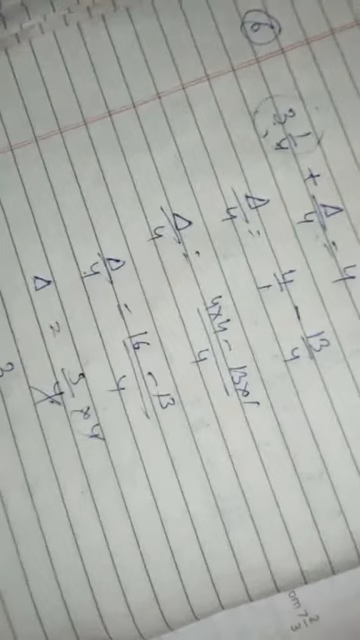 6
3 1/4 + Δ/4 = 4
Δ/4 = 4/1 - 13/4
Δ/4 = 4×4 - 13×1/4
Δ/4 = 16 - 13/4
Δ = 3/4 × 4